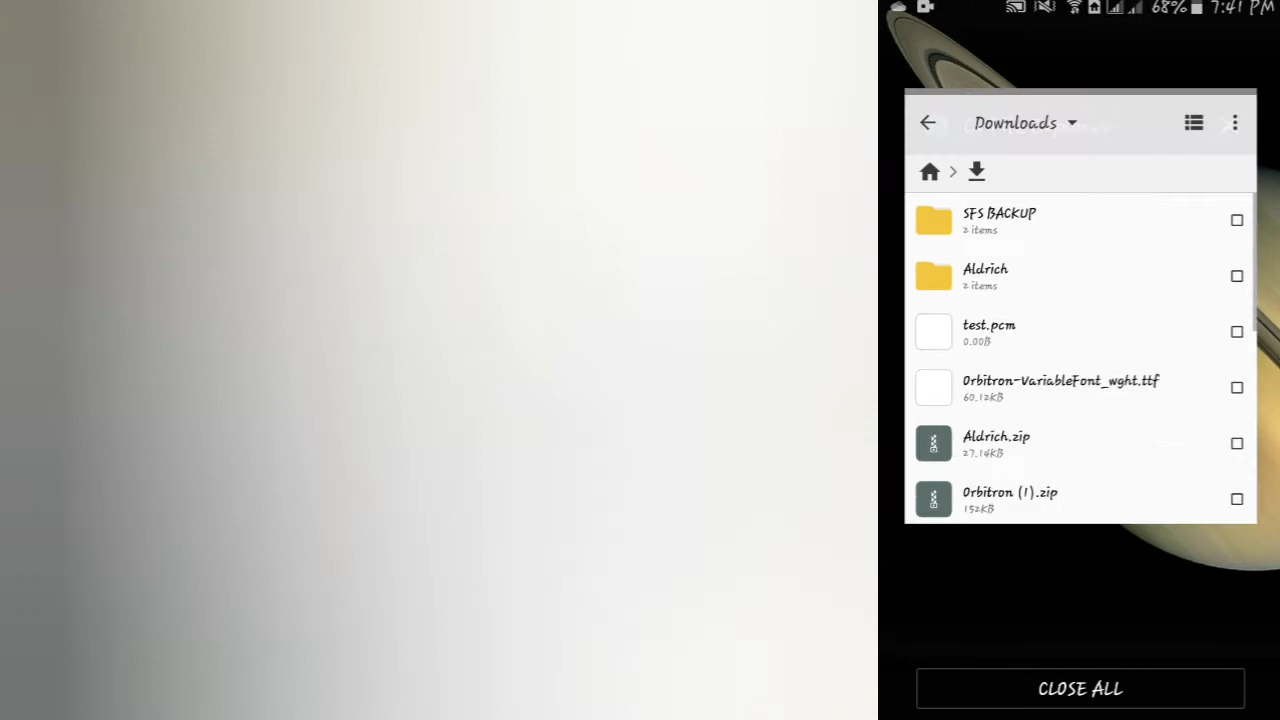 68% 7:41 PM
Downloads
SFS BACKUP
2 items
Aldrich
2 items
test.pcm
0.00B
Orbitron-VariableFont_wght.ttf
60.12KB
Aldrich.zip
27.14KB
Orbitron (1).zip
152KB
CLOSE ALL